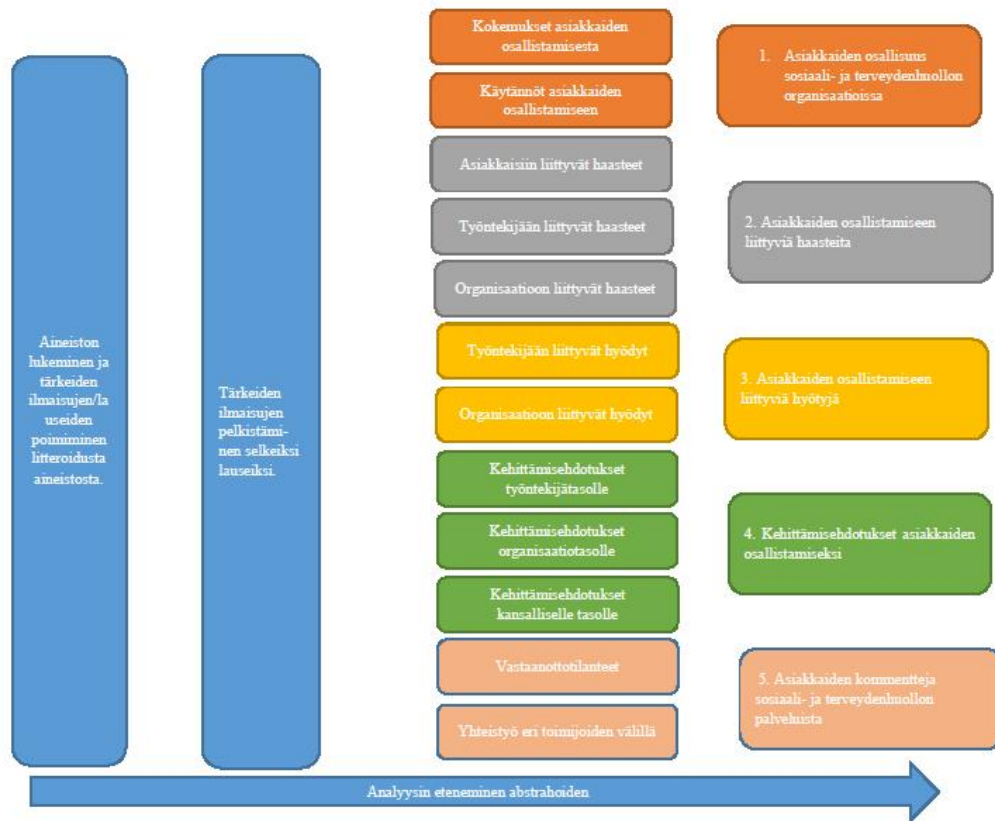 Aineiston
lukeminen ja
tärkeiden
ilmaisujen/la
useiden
poimiminen
litteroidusta
aineistosta.
Tärkeiden
ilmaisujen
pelkistämi-
nen selkeiksi
lauseiksi.
Kokemukset asiakkaiden
osallistamisesta
Käytännöt asiakkaiden
osallistamiseen
Asiakkaisiin liittyvät haasteet
Työntekijään liittyvät haasteet
Organisaatioon liittyvät haasteet
Työntekijään liittyvät hyödyt
Organisaatioon liittyvät hyödyt
Kehittämisehdotukset
työntekijätasolle
Kehittämisehdotukset
organisaatiotasolle
Kehittämisehdotukset
kansalliselle tasolle
Vastaanottotilanteet
Yhteistyö eri toimijoiden välillä
1. Asiakkaiden osallisuus
sosiaali- ja terveydenhuollon
organisaatioissa
2. Asiakkaiden osallistamiseen
liittyviä haasteita
3. Asiakkaiden osallistamiseen
liittyviä hyötyjä
4. Kehittämisehdotukset asiakkaiden
osallistamiseksi
5. Asiakkaiden kommentteja
sosiaali- ja terveydenhuollon
palveluista
Analyysin eteneminen abstrahoiden